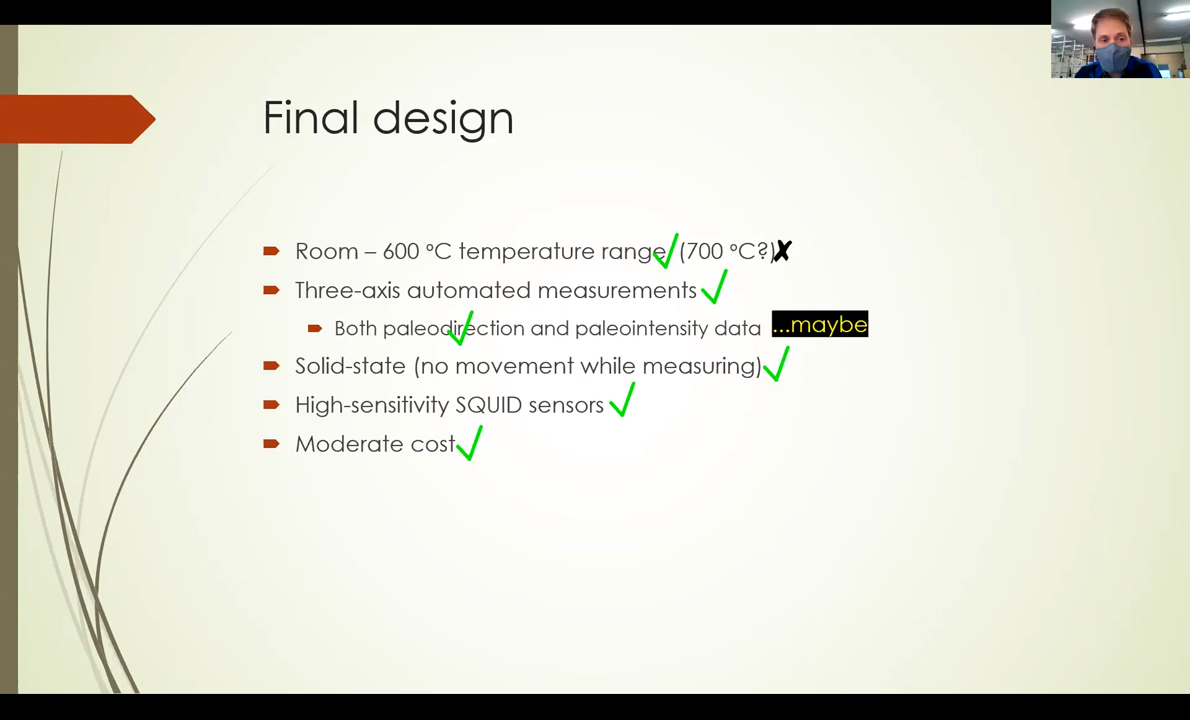 Final design
Room – 600 °C temperature range (700 °C?)
Three-axis automated measurements
Both paleodirection and paleointensity data ...maybe
Solid-state (no movement while measuring)
High-sensitivity SQUID sensors
Moderate cost